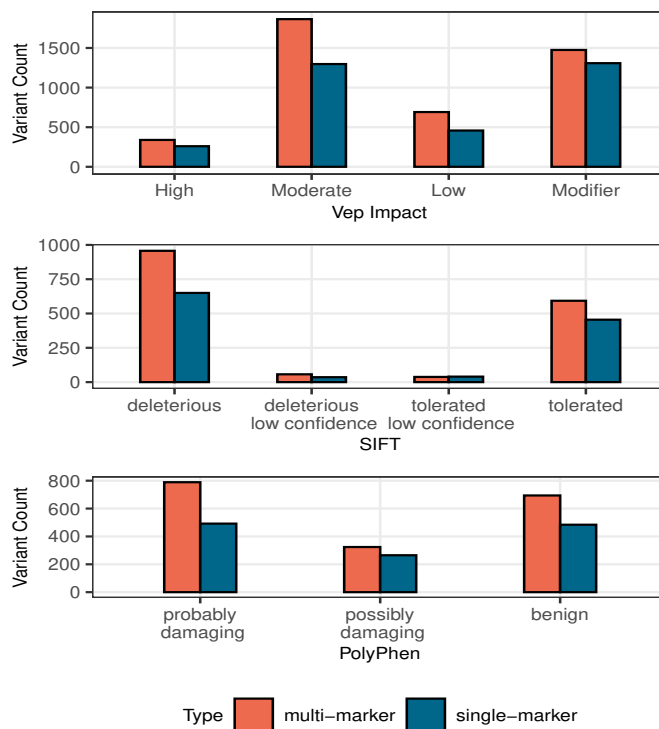 1500
1000
500
0
Variant Count
High Moderate Low Modifier
Vep Impact
1000
750
500
250
0
Variant Count
deleterious deleterious tolerated tolerated
low confidence low confidence
SIFT
800
600
400
200
0
Variant Count
probably possibly benign
damaging damaging
PolyPhen
Type multi−marker single−marker